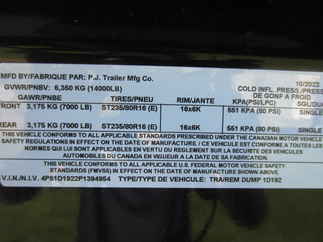 MFD BY/FABRIQUE PAR: P.J. Trailer Mfg Co.
10/2022
GVWR/PNBV: 6,350 KG (14000LB)
COLD INFL. PRESS./PRESS
DE GONF A FROID
GAWR/PNBE TIRES/PNEU RIM/JANTE KPA(PSI/LPC) SGL/DUAL
FRONT 3,175 KG (7000 LB) ST235/80R16 (E) 16x6K 551 KPA (80 PSI)
REAR 3,175 KG (7000 LB) ST235/80R16 (E) 16x6K 551 KPA (80 PSI)
THIS VEHICLE CONFORMS TO ALL APPLICABLE STANDARDS PRESCRIBED UNDER THE CANADIAN MOTOR VEHICLE
SAFETY REGULATIONS IN EFFECT ON THE DATE OF MANUFACTURE. / CE VEHICULE EST CONFORME A TOUTES LES
NORMES QUI LUI SONT APPLICABLES EN VERTU DU REGLEMENT SUR LA SECURITE DES VEHICULES
AUTOMOBILES DU CANADA EN VIGUEUR A LA DATE DE SA FABRICATION.
THIS VEHICLE CONFORMS TO ALL APPLICABLE U.S. FEDERAL MOTOR VEHICLE SAFETY
STANDARDS (FMVSS) IN EFFECT ON THE DATE OF MANUFACTURE SHOWN ABOVE.
V.I.N./N.I.V. TYPE/TYPE DE VEHICULE: TRA/REM DUMP